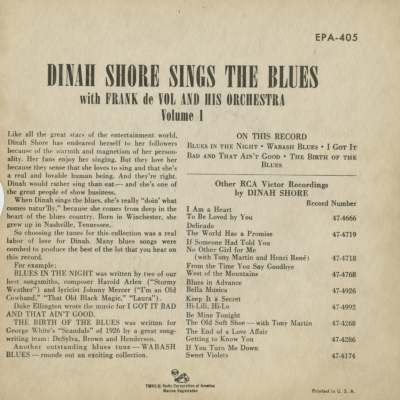 EPA-405
DINAH SHORE SINGS THE BLUES
with FRANK de VOL AND HIS ORCHESTRA
Volume 1
Like all the great stars of the entertainment world,
Dinah Shore has endeared herself to her followers
because of the warmth and magnetism of her person-
ality. Her fans enjoy her singing. But they love her
because they sense that she loves to sing and that she's
a real and lovable human being. And they're right.
Dinah would rather sing than eat — and she's one of
the great people of show business.
When Dinah sings the blues, she's really "doin' what
comes natur'lly," because she comes from deep in the
heart of the blues country. Born in Winchester, she
grew up in Nashville, Tennessee.
So choosing the tunes for this collection was a real
labor of love for Dinah. Many blues songs were
combed to produce the best of the lot that you hear on
this record.
For example:
BLUES IN THE NIGHT was written by two of our
best songsmiths, composer Harold Arlen ("Stormy
Weather") and lyricist Johnny Mercer ("I'm an Old
Cowhand," "That Old Black Magic," "Laura").
Duke Ellington wrote the music for I GOT IT BAD
AND THAT AIN'T GOOD.
THE BIRTH OF THE BLUES was written for
George White's "Scandals" of 1926 by a great song-
writing team: DeSylva, Brown and Henderson.
Another outstanding blues tune — WABASH
BLUES — rounds out an exciting collection.
ON THIS RECORD
BLUES IN THE NIGHT • WABASH BLUES • I GOT IT
BAD AND THAT AIN'T GOOD • THE BIRTH OF THE
BLUES
Other RCA Victor Recordings
by DINAH SHORE
Record Number
I Am a Heart
To Be Loved by You 47-4666
Delicado
The World Has a Promise 47-4719
If Someone Had Told You
No Other Girl for Me
(with Tony Martin and Henri René) 47-4718
From the Time You Say Goodbye
West of the Mountains 47-4768
Blues in Advance
Bella Musica 47-4926
Keep It a Secret
Hi-Lili, Hi-Lo 47-4992
Be Mine Tonight
The Old Soft Shoe — with Tony Martin 47-4268
The End of a Love Affair
Getting to Know You 47-4286
If You Turn Me Down
Sweet Violets 47-4174
TMKS ® Radio Corporation of America
Marcas Registradas
Printed in U. S. A.